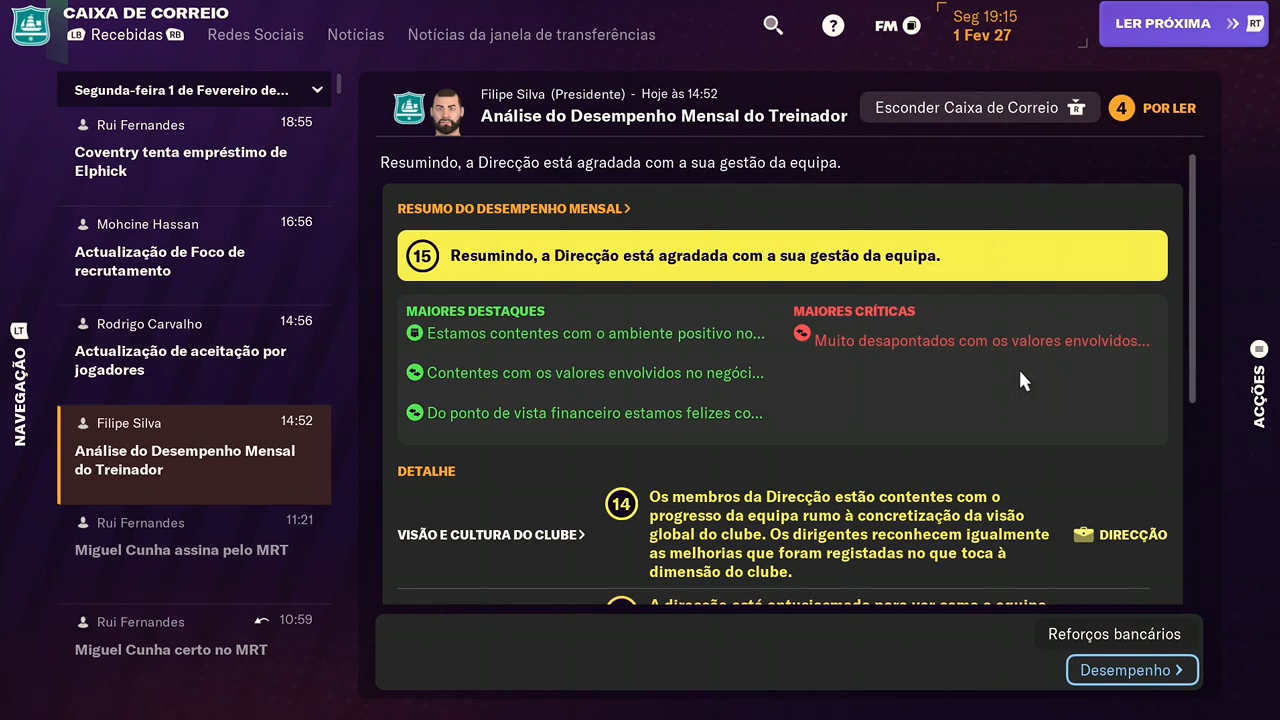 CAIXA DE CORREIO
LB Recebidas RB Redes Sociais Notícias Notícias da janela de transferências
? FM
Seg 19:15
1 Fev 27
LER PRÓXIMA RT
Segunda-feira 1 de Fevereiro de...
Rui Fernandes 18:55
Coventry tenta empréstimo de
Elphick
Mohcine Hassan 16:56
Actualização de Foco de
recrutamento
Rodrigo Carvalho 14:56
Actualização de aceitação por
jogadores
Filipe Silva 14:52
Análise do Desempenho Mensal
do Treinador
Rui Fernandes 11:21
Miguel Cunha assina pelo MRT
Rui Fernandes 10:59
Miguel Cunha certo no MRT
LT
NAVEGAÇÃO
Filipe Silva (Presidente) - Hoje às 14:52
Análise do Desempenho Mensal do Treinador
Esconder Caixa de Correio R
4 POR LER
Resumindo, a Direcção está agradada com a sua gestão da equipa.
RESUMO DO DESEMPENHO MENSAL >
15 Resumindo, a Direcção está agradada com a sua gestão da equipa.
MAIORES DESTAQUES
Estamos contentes com o ambiente positivo no...
Contentes com os valores envolvidos no negóci...
Do ponto de vista financeiro estamos felizes co...
MAIORES CRÍTICAS
Muito desapontados com os valores envolvidos...
DETALHE
VISÃO E CULTURA DO CLUBE >
14 Os membros da Direcção estão contentes com o
progresso da equipa rumo à concretização da visão
global do clube. Os dirigentes reconhecem igualmente
as melhorias que foram registadas no que toca à
dimensão do clube.
DIRECÇÃO
A direcção está entusiasmada para ver como a equipa
Reforços bancários
Desempenho >
ACÇÕES